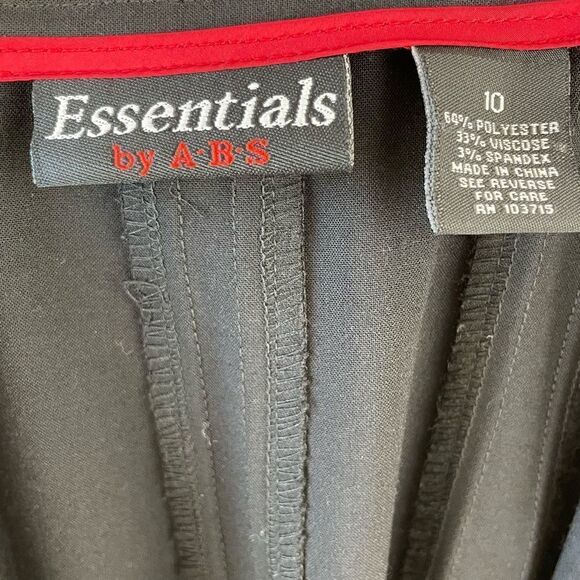 Essentials
by A·B·S
10
64% POLYESTER
33% VISCOSE
3% SPANDEX
MADE IN CHINA
SEE REVERSE
FOR CARE
RN 103715